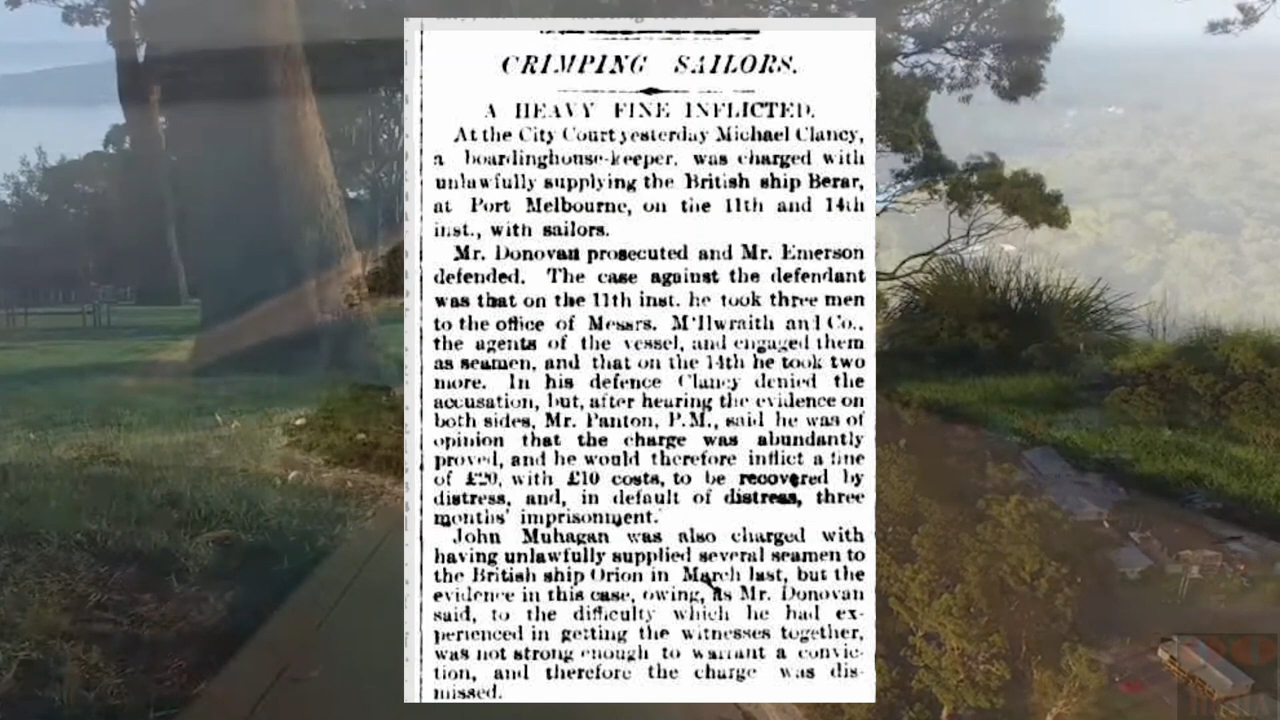 CRIMPING SAILORS.
A HEAVY FINE INFLICTED.
At the City Court yesterday Michael Clancy,
a boardinghouse-keeper, was charged with
unlawfully supplying the British ship Berar,
at Port Melbourne, on the 11th and 14th
inst., with sailors.
Mr. Donovan prosecuted and Mr. Emerson
defended. The case against the defendant
was that on the 11th inst. he took three men
to the office of Messrs. M'Ilwraith and Co.,
the agents of the vessel, and engaged them
as seamen, and that on the 14th he took two
more. In his defence Clancy denied the
accusation, but, after hearing the evidence on
both sides, Mr. Panton, P.M., said he was of
opinion that the charge was abundantly
proved, and he would therefore inflict a fine
of £20, with £10 costs, to be recovered by
distress, and, in default of distress, three
months' imprisonment.
John Muhagan was also charged with
having unlawfully supplied several seamen to
the British ship Orion in March last, but the
evidence in this case, owing, as Mr. Donovan
said, to the difficulty which he had ex-
perienced in getting the witnesses together,
was not strong enough to warrant a convic-
tion, and therefore the charge was dis-
missed.